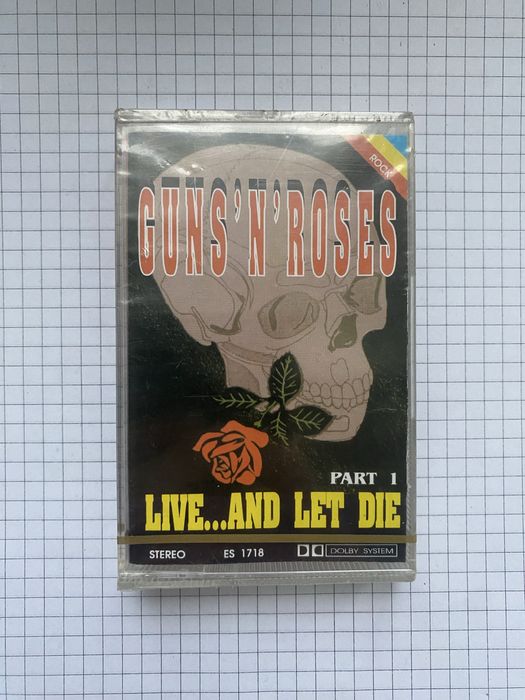 ROCK
GUNS'N'ROSES
PART 1
LIVE...AND LET DIE
STEREO ES 1718 DOLBY SYSTEM